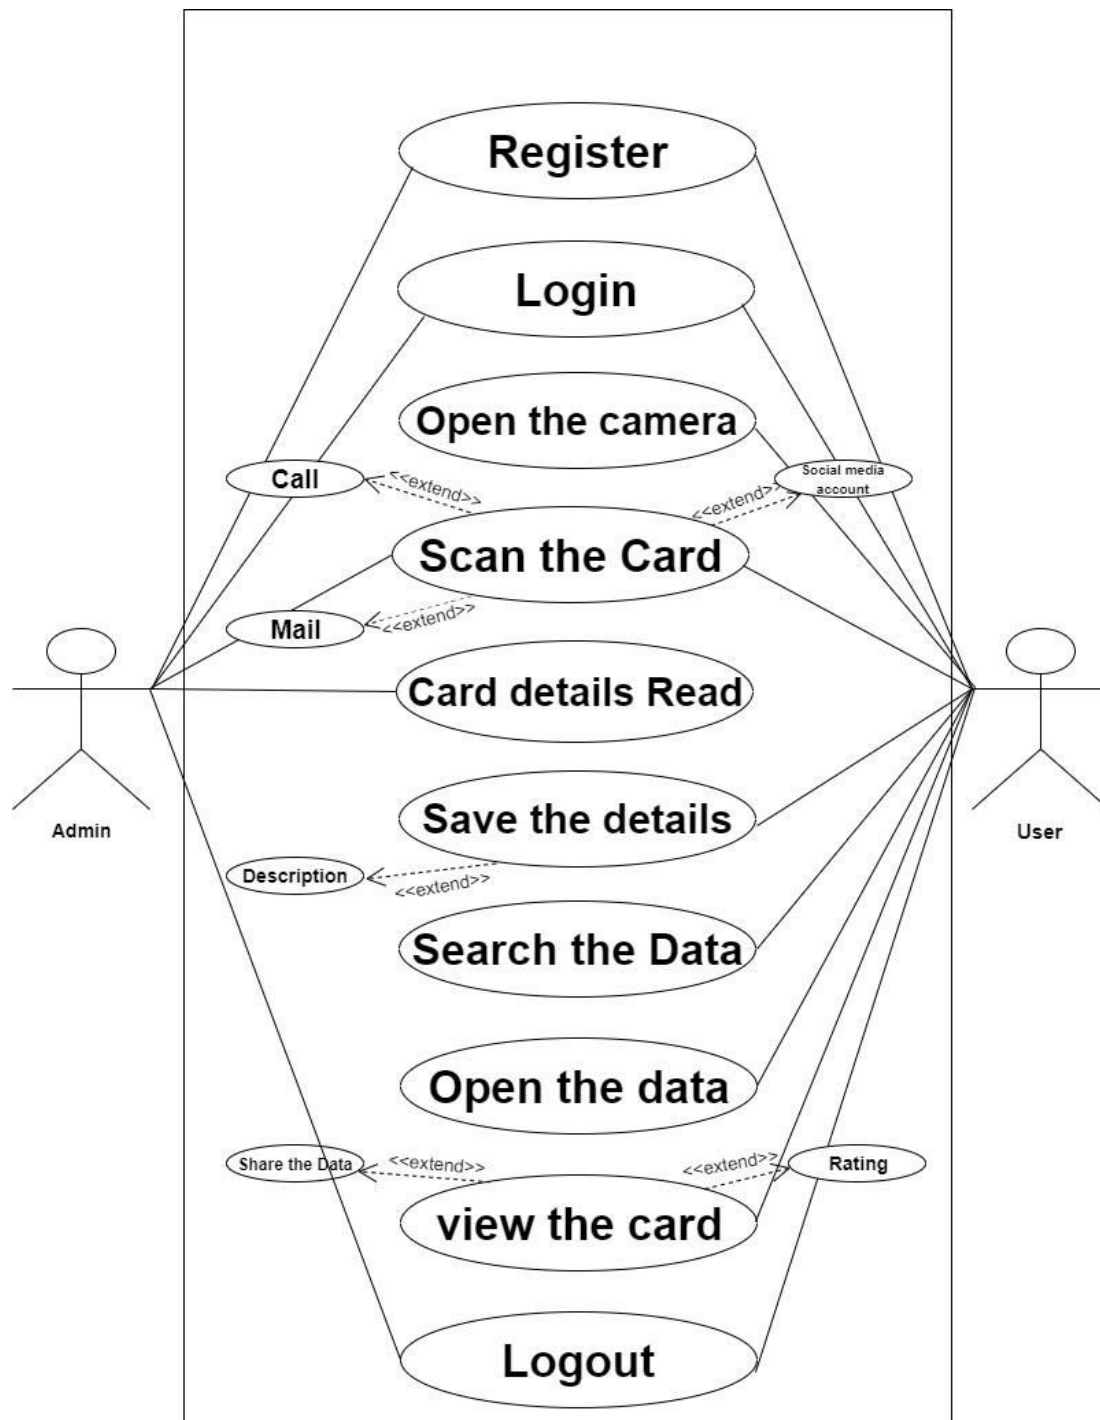 Register
Login
Open the camera
Call
<<extend>>
<<extend>>
Social media
account
Scan the Card
Mail
<<extend>>
Card details Read
Admin
User
Save the details
Description
<<extend>>
Search the Data
Open the data
Share the Data
<<extend>>
<<extend>>
Rating
view the card
Logout